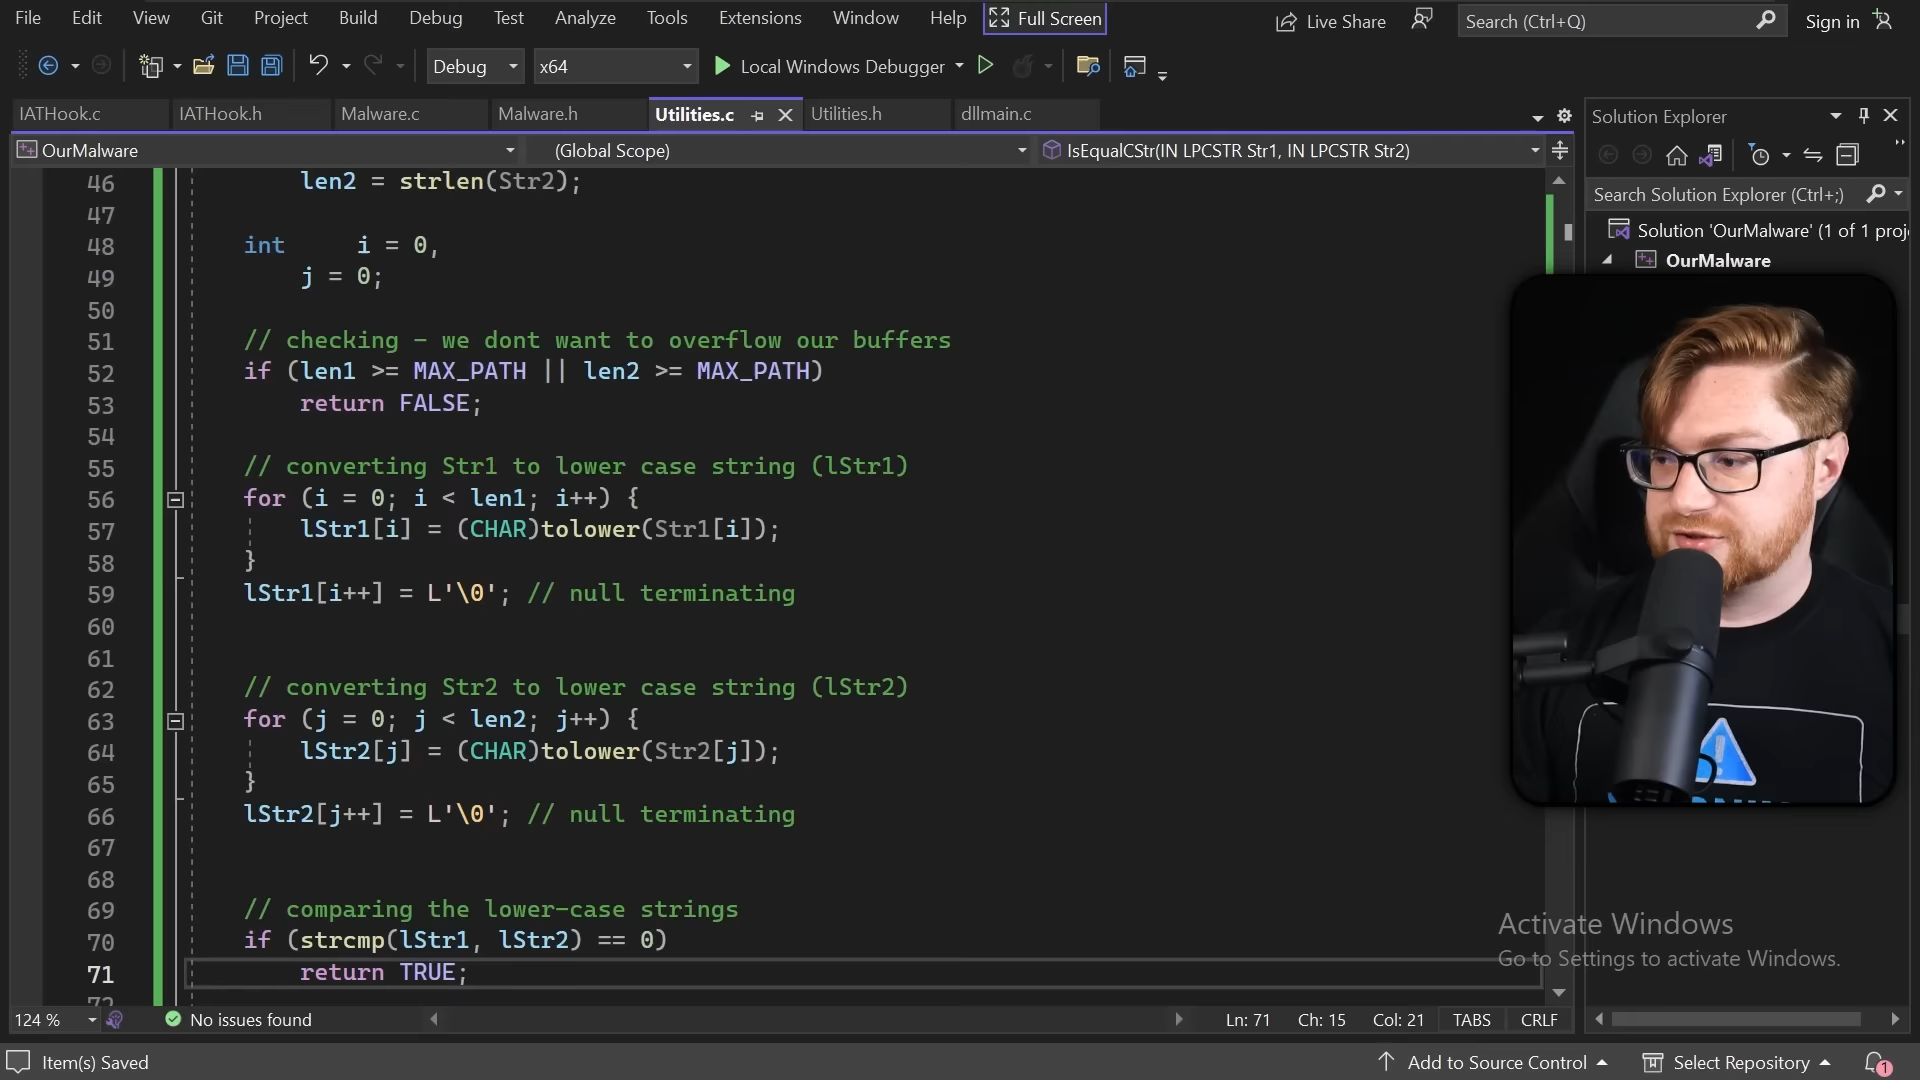 File Edit View Git Project Build Debug Test Analyze Tools Extensions Window Help Full Screen Live Share Search (Ctrl+Q) Sign in
Debug x64 Local Windows Debugger
IATHook.c IATHook.h Malware.c Malware.h Utilities.c Utilities.h dllmain.c
OurMalware (Global Scope) IsEqualCStr(IN LPCSTR Str1, IN LPCSTR Str2)
46 len2 = strlen(Str2);
47
48 int i = 0,
49 j = 0;
50
51 // checking - we dont want to overflow our buffers
52 if (len1 >= MAX_PATH || len2 >= MAX_PATH)
53 return FALSE;
54
55 // converting Str1 to lower case string (lStr1)
56 for (i = 0; i < len1; i++) {
57 lStr1[i] = (CHAR)tolower(Str1[i]);
58 }
59 lStr1[i++] = L'\0'; // null terminating
60
61
62 // converting Str2 to lower case string (lStr2)
63 for (j = 0; j < len2; j++) {
64 lStr2[j] = (CHAR)tolower(Str2[j]);
65 }
66 lStr2[j++] = L'\0'; // null terminating
67
68
69 // comparing the lower-case strings
70 if (strcmp(lStr1, lStr2) == 0)
71 return TRUE;
72
124 % No issues found Ln: 71 Ch: 15 Col: 21 TABS CRLF
Solution Explorer
Search Solution Explorer (Ctrl+;)
Solution 'OurMalware' (1 of 1 proj
OurMalware
Activate Windows
Go to Settings to activate Windows.
Item(s) Saved Add to Source Control Select Repository 1